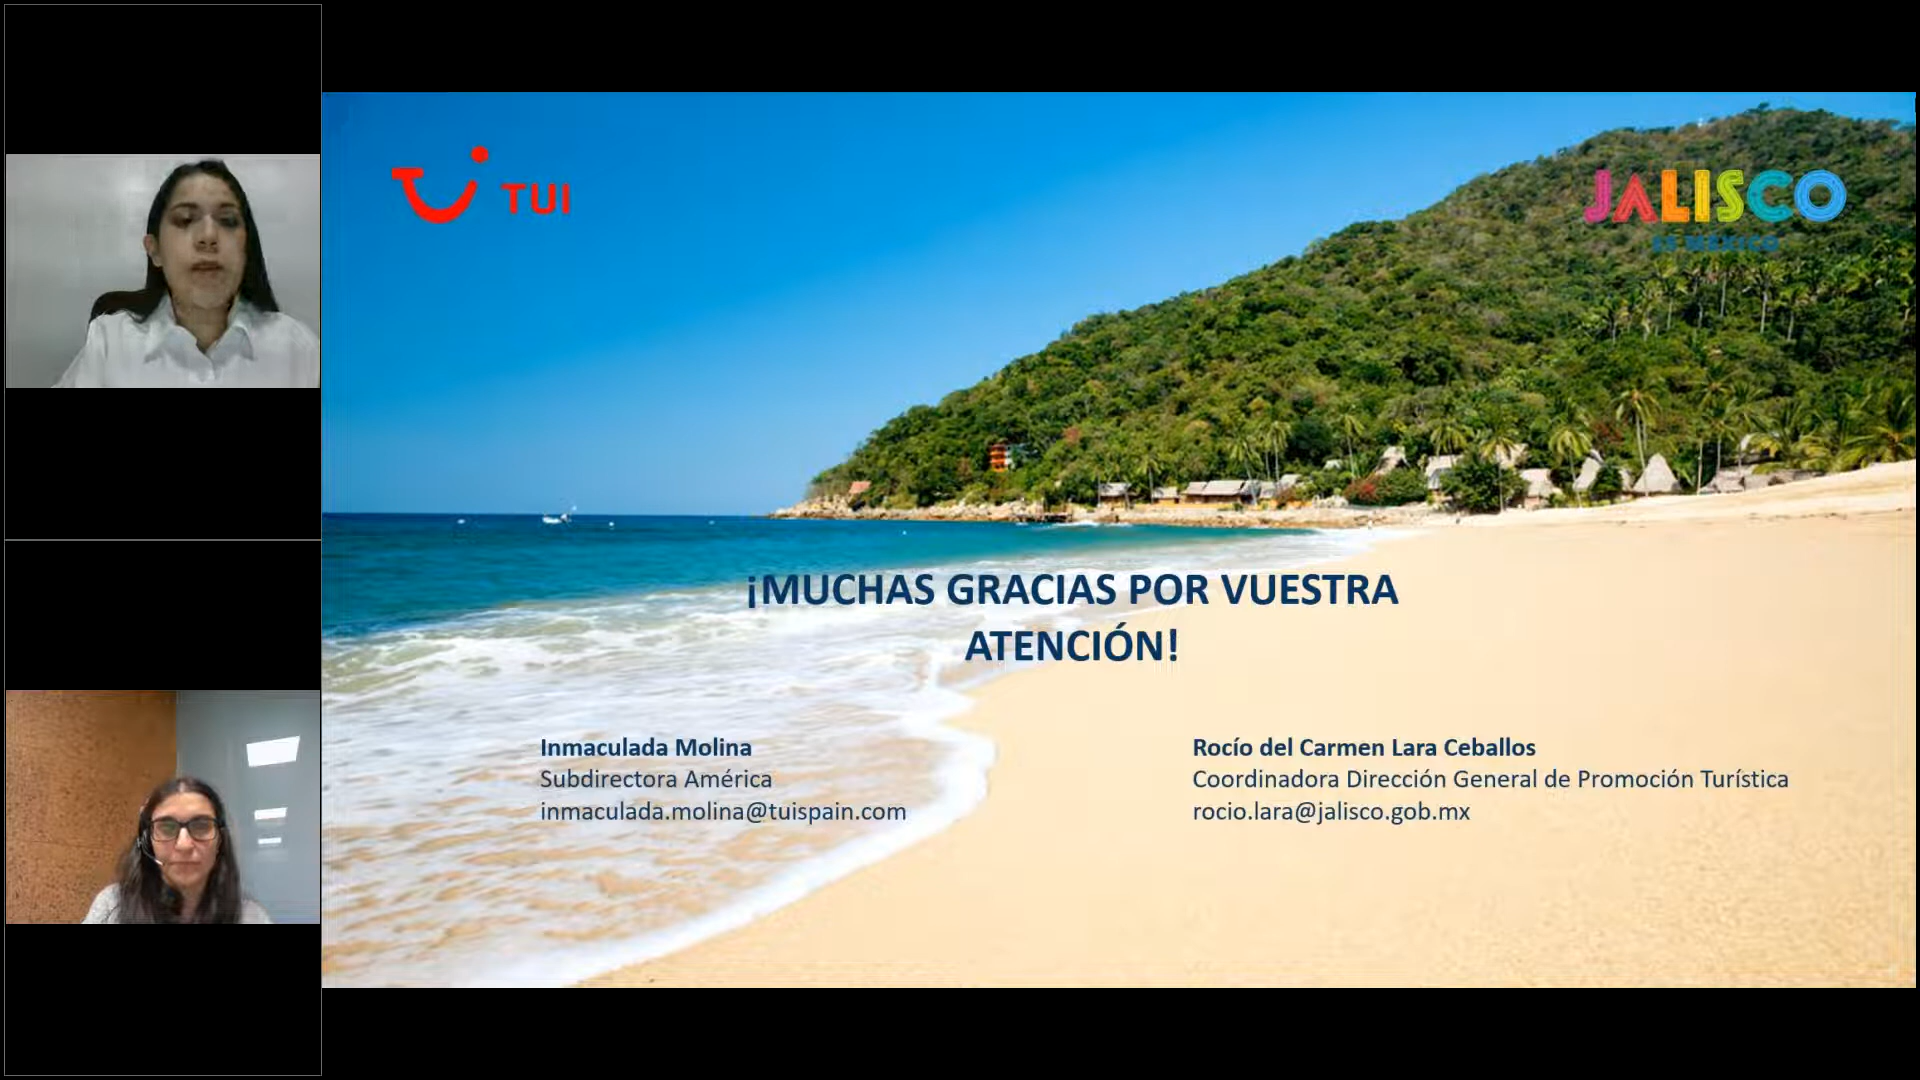 TUI
JALISCO
ES MÉXICO
¡MUCHAS GRACIAS POR VUESTRA
ATENCIÓN!
Inmaculada Molina
Subdirectora América
inmaculada.molina@tuispain.com
Rocío del Carmen Lara Ceballos
Coordinadora Dirección General de Promoción Turística
rocio.lara@jalisco.gob.mx